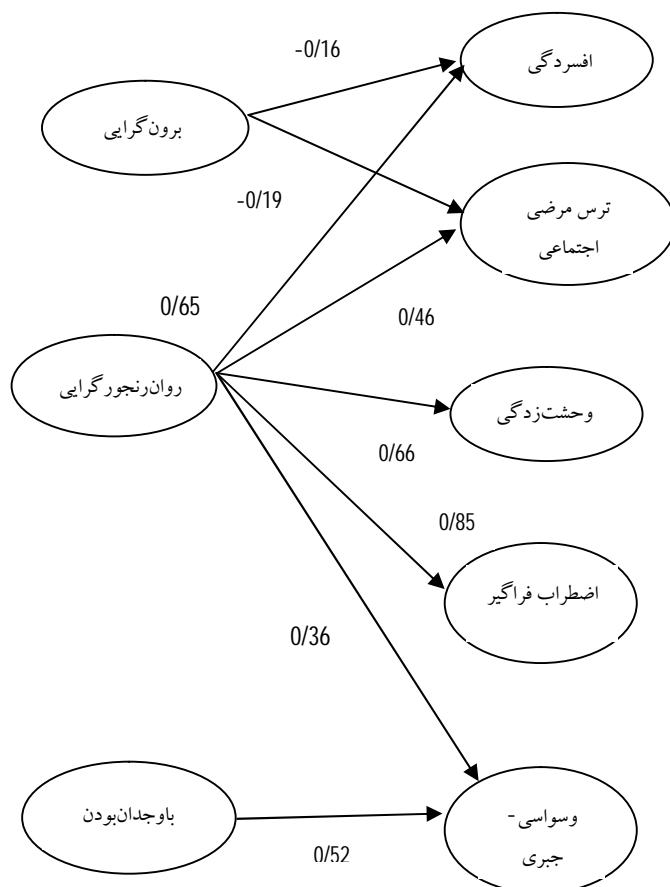 -0/16
افسردگی
برون‌گرایی
ترس مرضی
اجتماعی
-0/19
0/65
0/46
روان‌رنجورگرایی
وحشت‌زدگی
0/66
0/85
اضطراب فراگیر
0/36
باوجدان‌بودن
وسواسی-
جبری
0/52